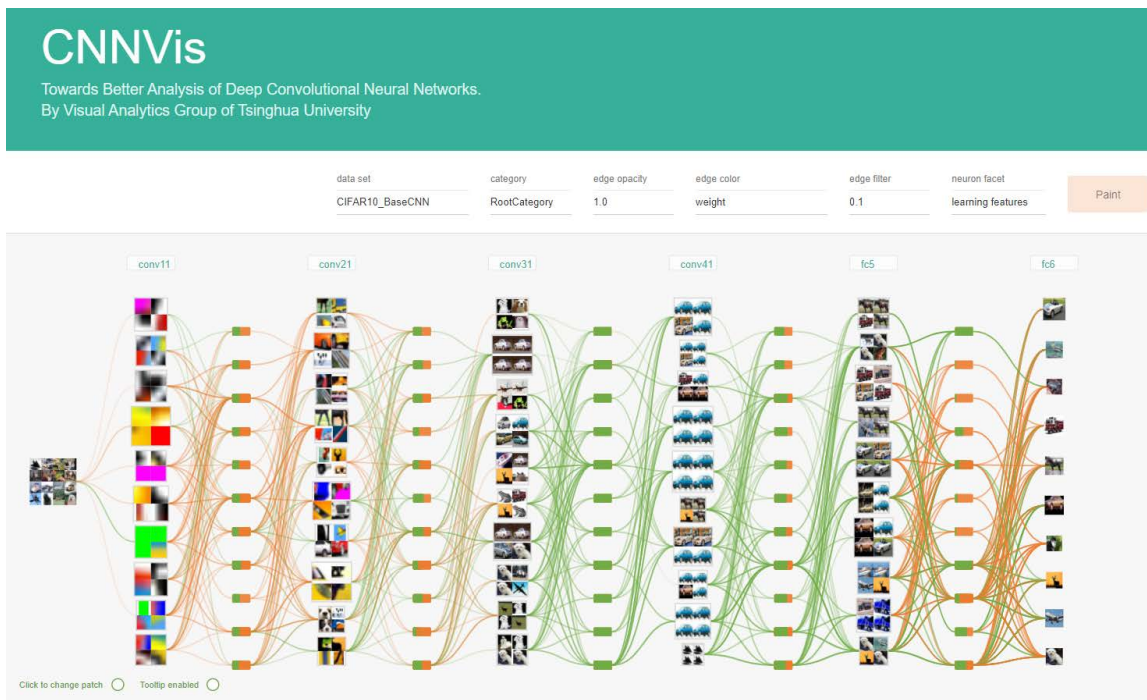 CNNVis
Towards Better Analysis of Deep Convolutional Neural Networks.
By Visual Analytics Group of Tsinghua University
data set
category
edge opacity
edge color
edge filter
neuron facet
CIFAR10_BaseCNN
RootCategory
1.0
weight
0.1
learning features
Paint
conv11
conv21
conv31
conv41
fc5
fc6
Click to change patch
Tooltip enabled